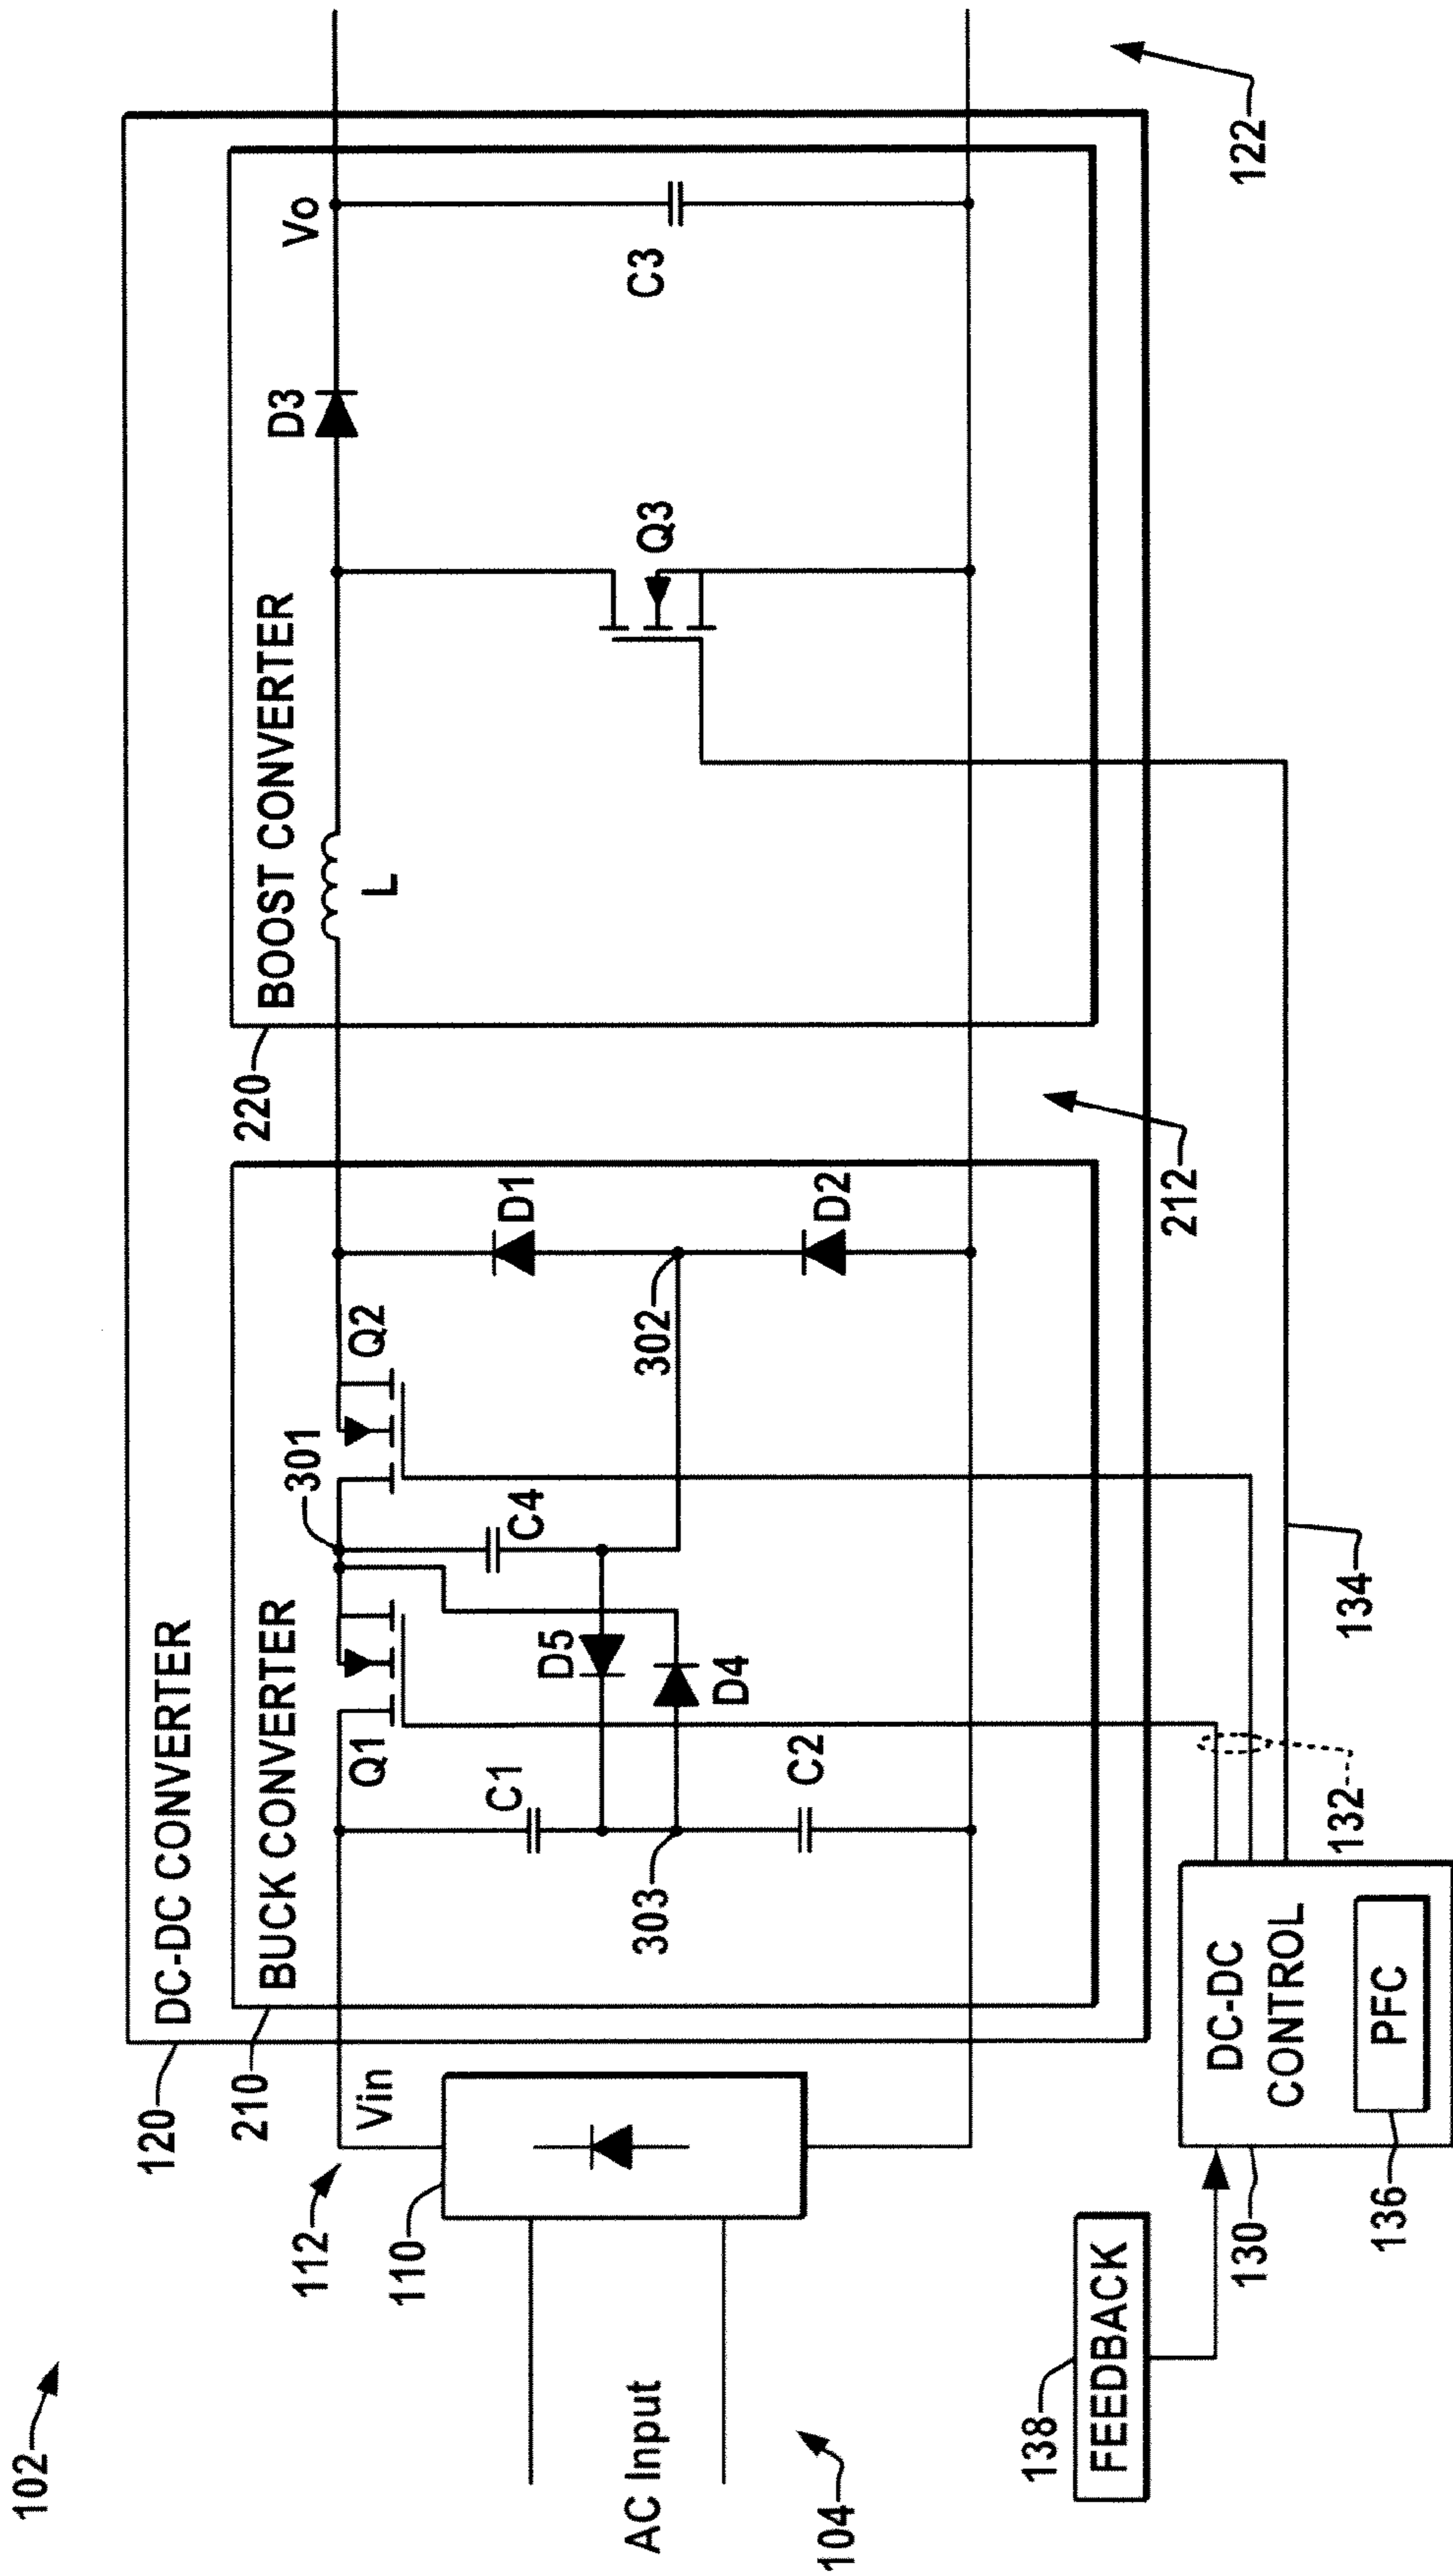 102
120
DC-DC CONVERTER
210
BUCK CONVERTER
220
BOOST CONVERTER
112
Vin
Q1
301
Q2
L
D3
Vo
110
C1
D5
C4
D1
Q3
C3
AC Input
303
D4
302
C2
D2
104
212
122
138
FEEDBACK
DC-DC
CONTROL
PFC
130
136
132
134